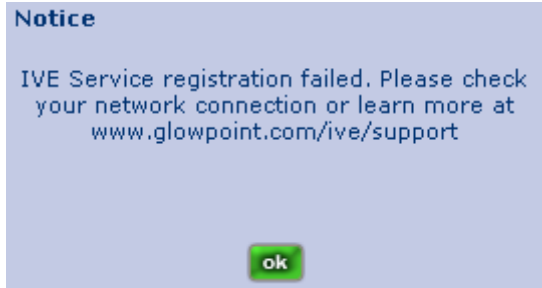 Notice
IVE Service registration failed. Please check
your network connection or learn more at
www.glowpoint.com/ive/support
ok